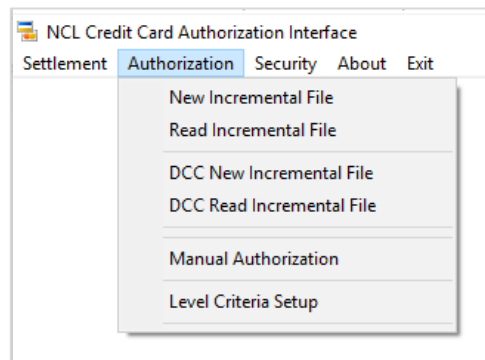 NCL Credit Card Authorization Interface
Settlement Authorization Security About Exit
New Incremental File
Read Incremental File
DCC New Incremental File
DCC Read Incremental File
Manual Authorization
Level Criteria Setup